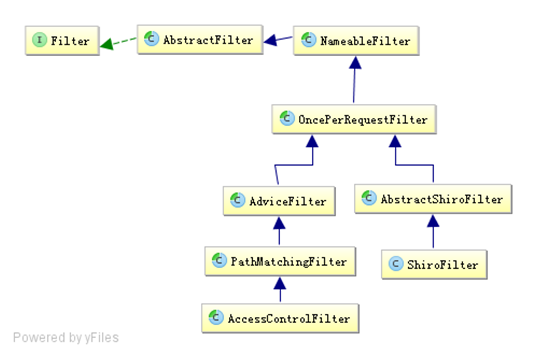 I Filter
C AbstractFilter
C NameableFilter
C OncePerRequestFilter
C AdviceFilter
C AbstractShiroFilter
C PathMatchingFilter
C ShiroFilter
C AccessControlFilter
Powered by yFiles